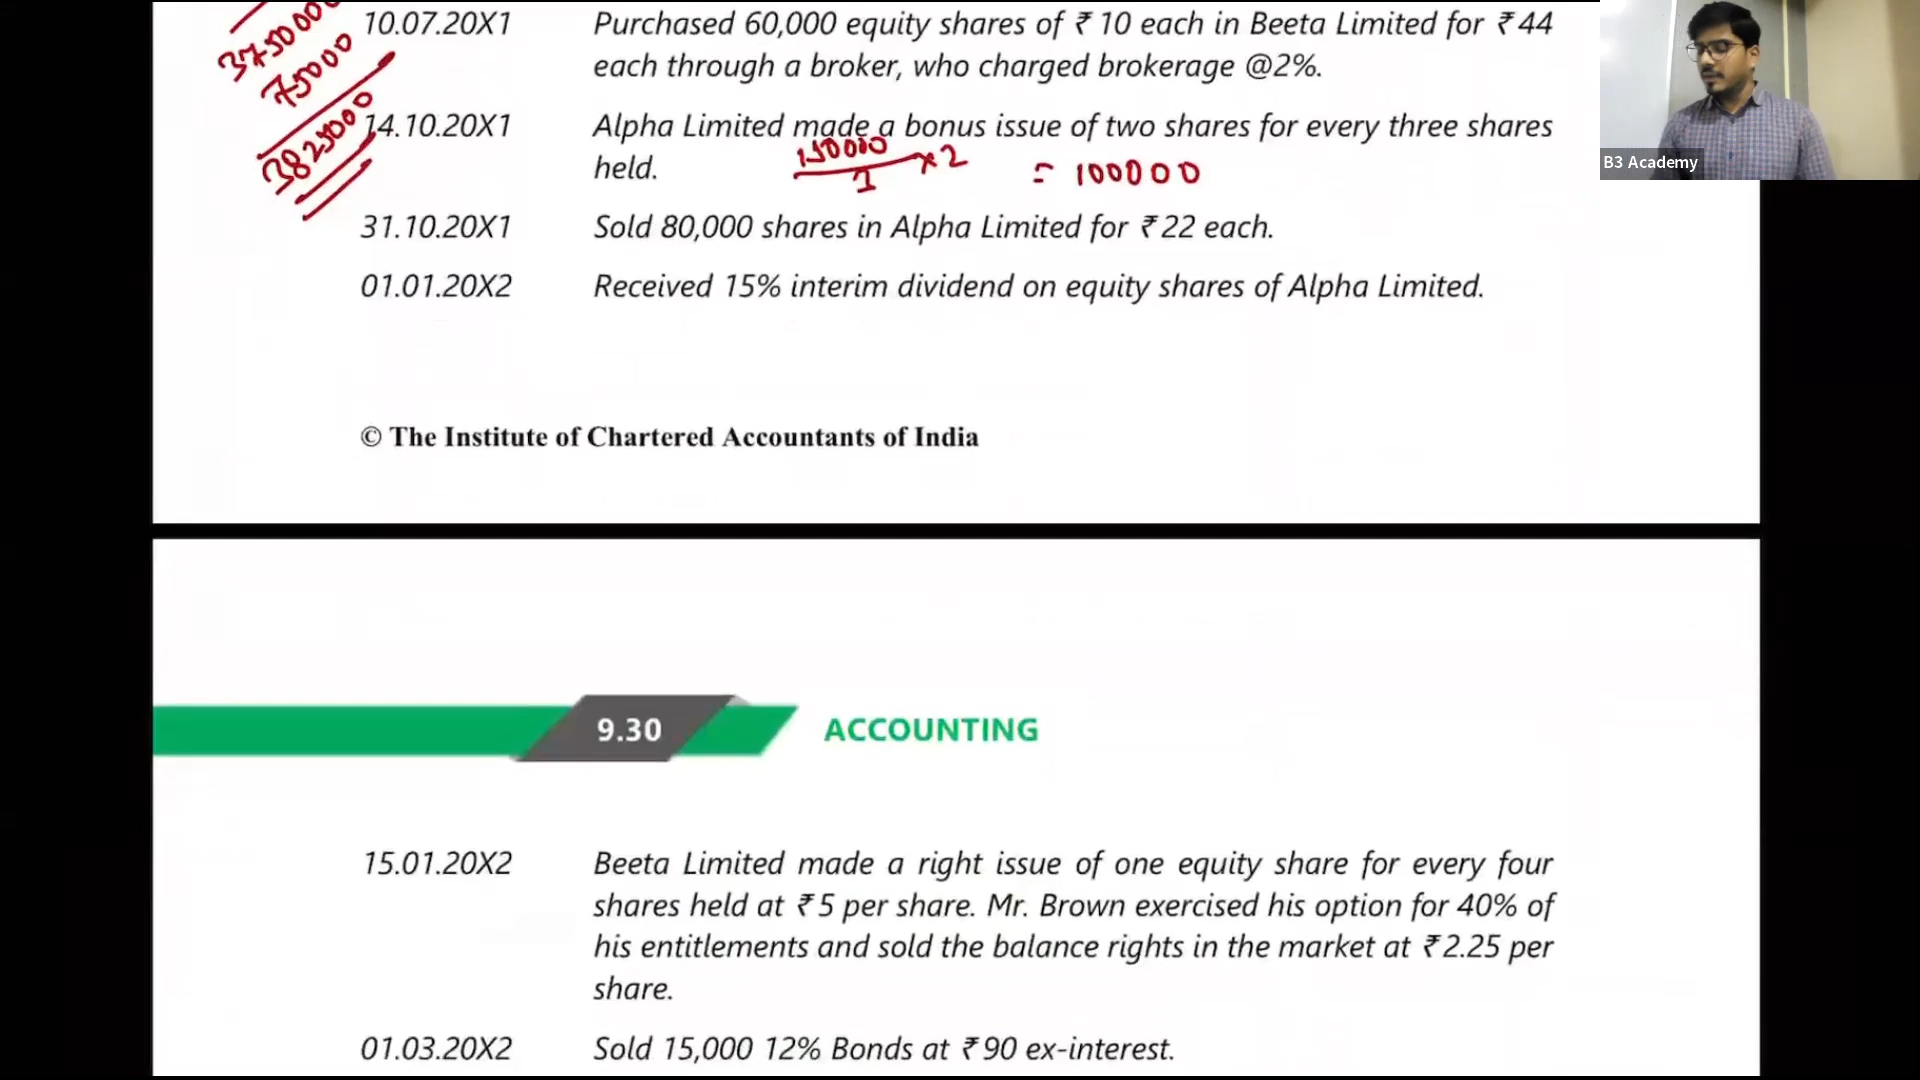 375000
75000
3825000
10.07.20X1 Purchased 60,000 equity shares of ₹ 10 each in Beeta Limited for ₹ 44
each through a broker, who charged brokerage @2%.
14.10.20X1 Alpha Limited made a bonus issue of two shares for every three shares
held.
150000
3
×2 = 100000
31.10.20X1 Sold 80,000 shares in Alpha Limited for ₹ 22 each.
01.01.20X2 Received 15% interim dividend on equity shares of Alpha Limited.
B3 Academy
© The Institute of Chartered Accountants of India
9.30 ACCOUNTING
15.01.20X2 Beeta Limited made a right issue of one equity share for every four
shares held at ₹ 5 per share. Mr. Brown exercised his option for 40% of
his entitlements and sold the balance rights in the market at ₹ 2.25 per
share.
01.03.20X2 Sold 15,000 12% Bonds at ₹ 90 ex-interest.